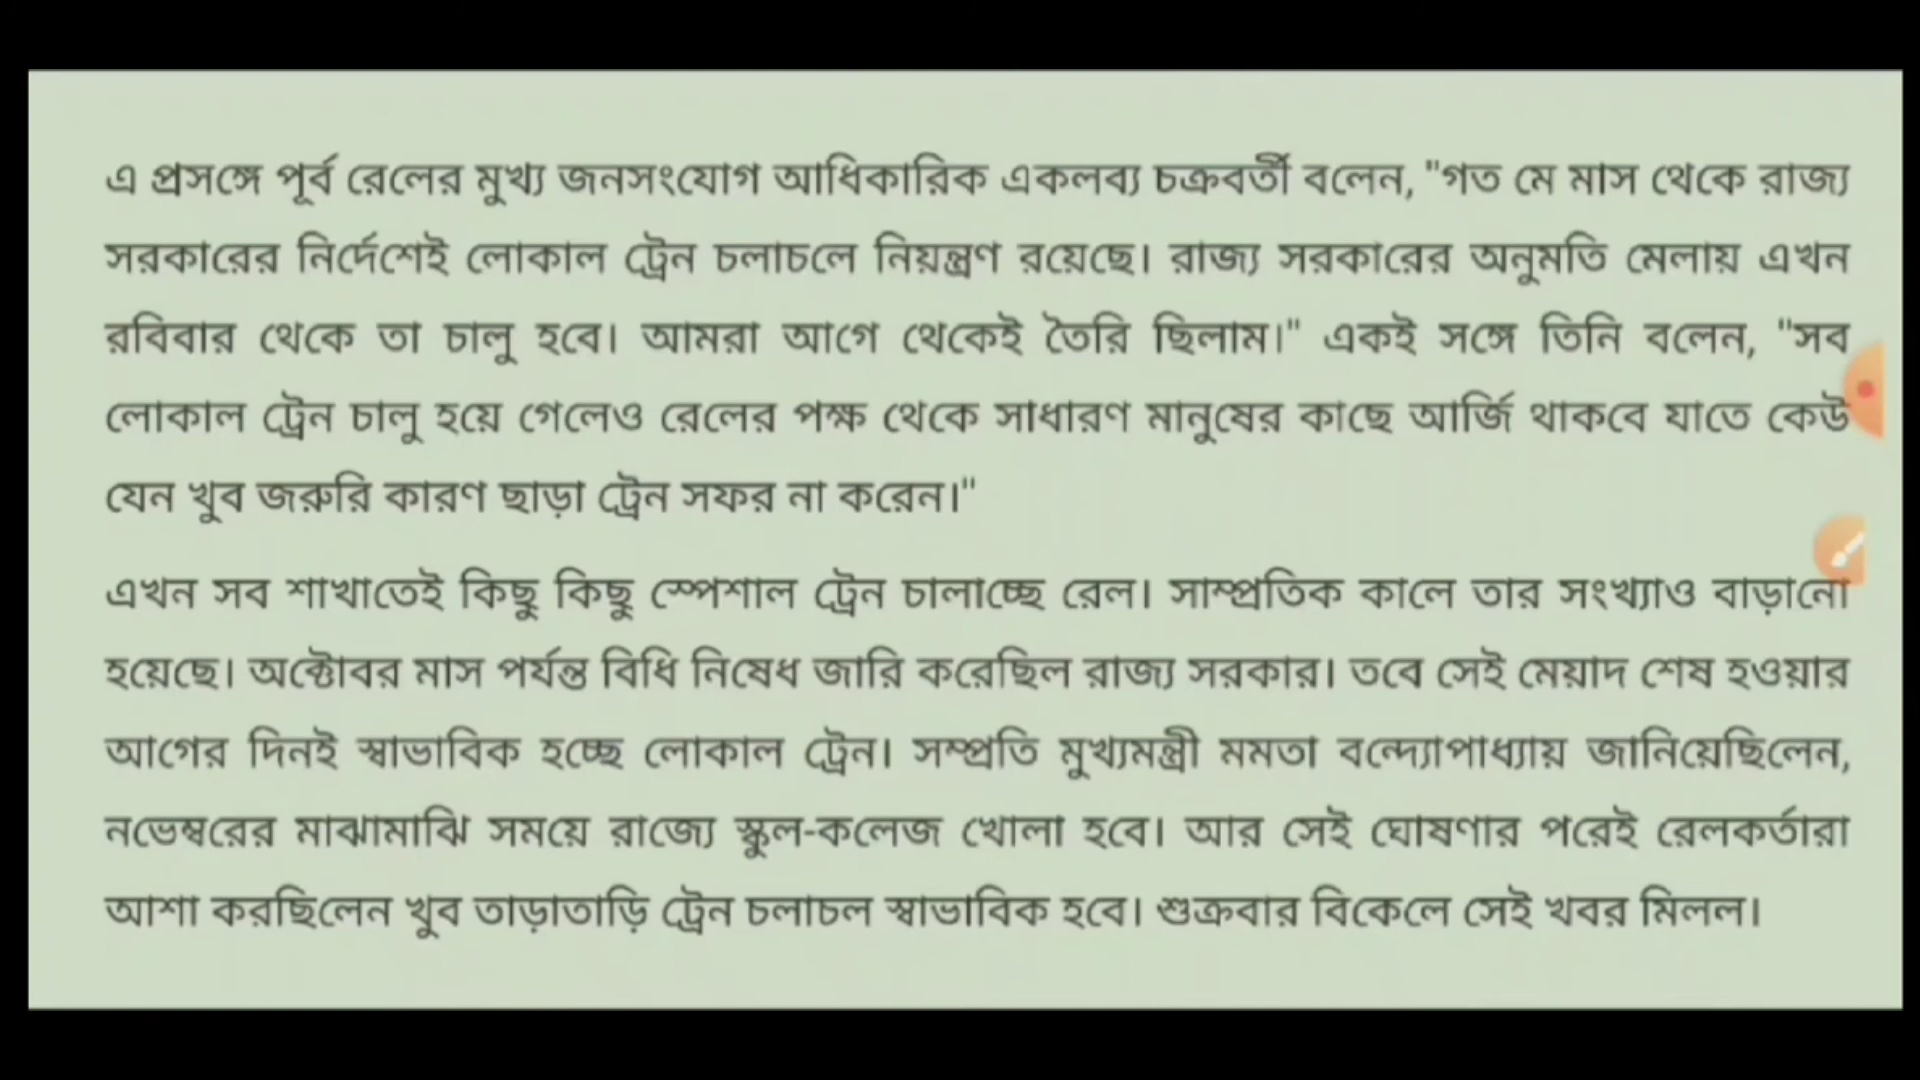 এ প্রসঙ্গে পূর্ব রেলের মুখ্য জনসংযোগ আধিকারিক একলব্য চক্রবর্তী বলেন, "গত মে মাস থেকে রাজ্য
সরকারের নির্দেশেই লোকাল ট্রেন চলাচলে নিয়ন্ত্রণ রয়েছে। রাজ্য সরকারের অনুমতি মেলায় এখন
রবিবার থেকে তা চালু হবে। আমরা আগে থেকেই তৈরি ছিলাম।" একই সঙ্গে তিনি বলেন, "সব
লোকাল ট্রেন চালু হয়ে গেলেও রেলের পক্ষ থেকে সাধারণ মানুষের কাছে আর্জি থাকবে যাতে কেউ
যেন খুব জরুরি কারণ ছাড়া ট্রেন সফর না করেন।"
এখন সব শাখাতেই কিছু কিছু স্পেশাল ট্রেন চালাচ্ছে রেল। সাম্প্রতিক কালে তার সংখ্যাও বাড়ানো
হয়েছে। অক্টোবর মাস পর্যন্ত বিধি নিষেধ জারি করেছিল রাজ্য সরকার। তবে সেই মেয়াদ শেষ হওয়ার
আগের দিনই স্বাভাবিক হচ্ছে লোকাল ট্রেন। সম্প্রতি মুখ্যমন্ত্রী মমতা বন্দ্যোপাধ্যায় জানিয়েছিলেন,
নভেম্বরের মাঝামাঝি সময়ে রাজ্যে স্কুল-কলেজ খোলা হবে। আর সেই ঘোষণার পরেই রেলকর্তারা
আশা করছিলেন খুব তাড়াতাড়ি ট্রেন চলাচল স্বাভাবিক হবে। শুক্রবার বিকেলে সেই খবর মিলল।